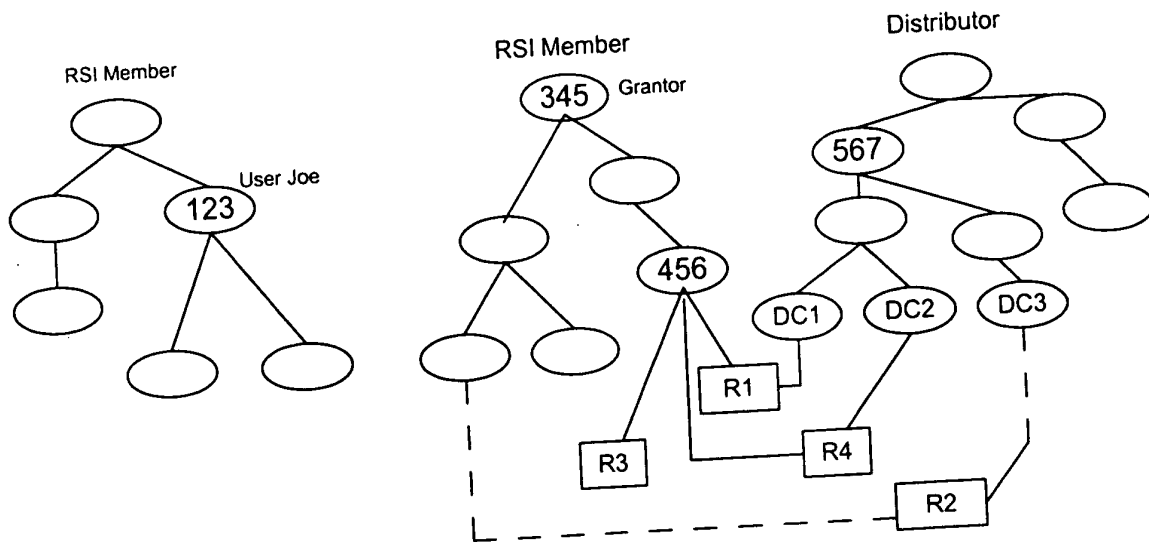 Distributor
RSI Member
RSI Member
345
Grantor
567
User Joe
123
456
DC1
DC2
DC3
R1
R3
R4
R2